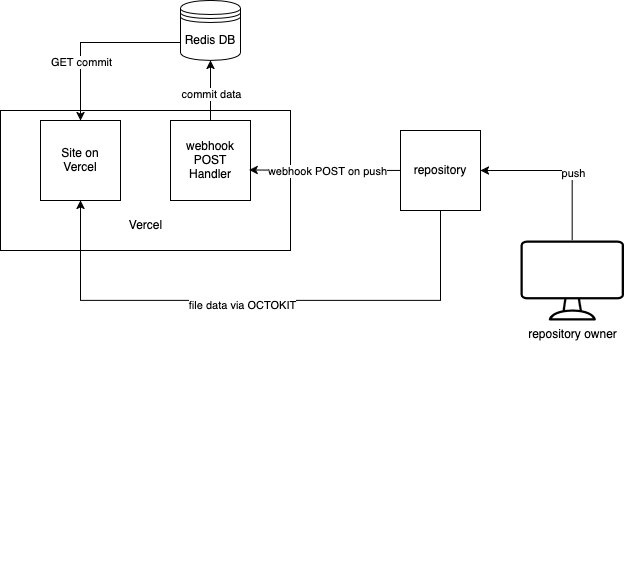 Redis DB
GET commit
commit data
Site on
Vercel
webhook
POST
Handler
webhook POST on push
repository
push
Vercel
file data via OCTOKIT
repository owner